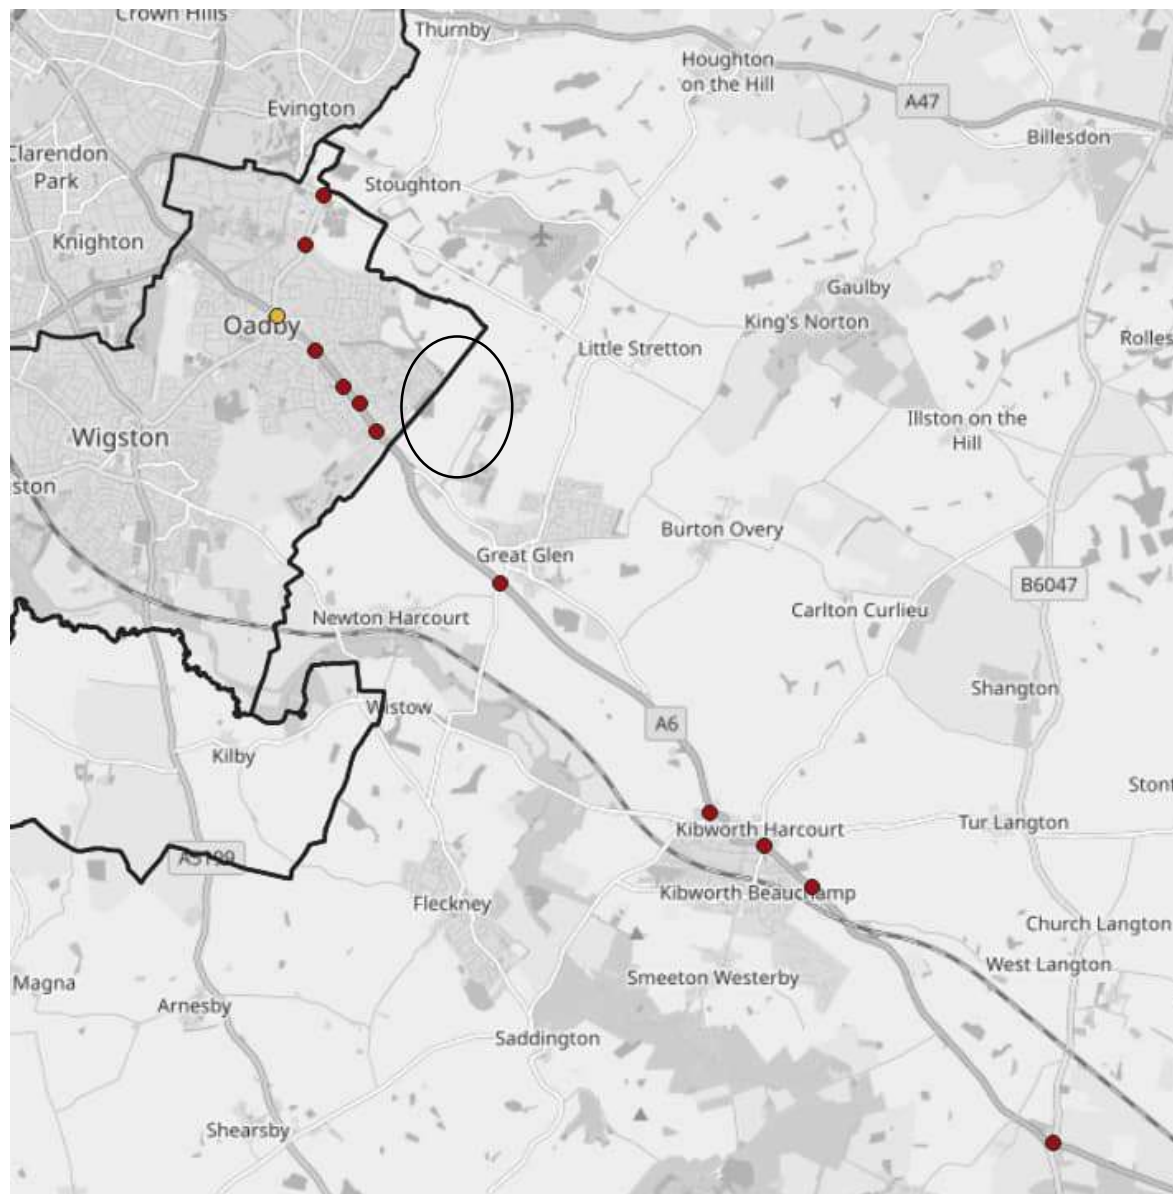 Crown Hills
Thurnby
Houghton
on the Hill
A47
Evington
Billesdon
Clarendon
Park
Stoughton
Knighton
Gaulby
King's Norton
Oadby
Little Stretton
Rolles
Illston on the
Hill
Wigston
ston
Burton Overy
Great Glen
B6047
Newton Harcourt
Carlton Curlieu
Shangton
Wistow
A6
Kilby
Stont
Kibworth Harcourt
Tur Langton
A5199
Kibworth Beauchamp
Fleckney
Church Langton
West Langton
Smeeton Westerby
Magna
Arnesby
Saddington
Shearsby